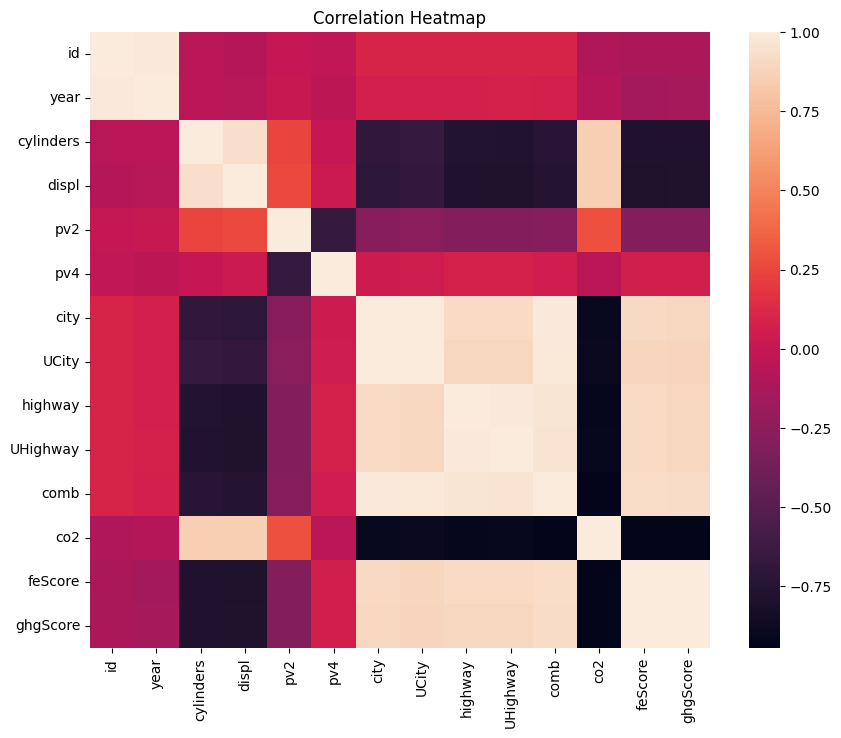 Correlation Heatmap
id
year
cylinders
displ
pv2
pv4
city
UCity
highway
UHighway
comb
co2
feScore
ghgScore
id
year
cylinders
displ
pv2
pv4
city
UCity
highway
UHighway
comb
co2
feScore
ghgScore
1.00
0.75
0.50
0.25
0.00
−0.25
−0.50
−0.75